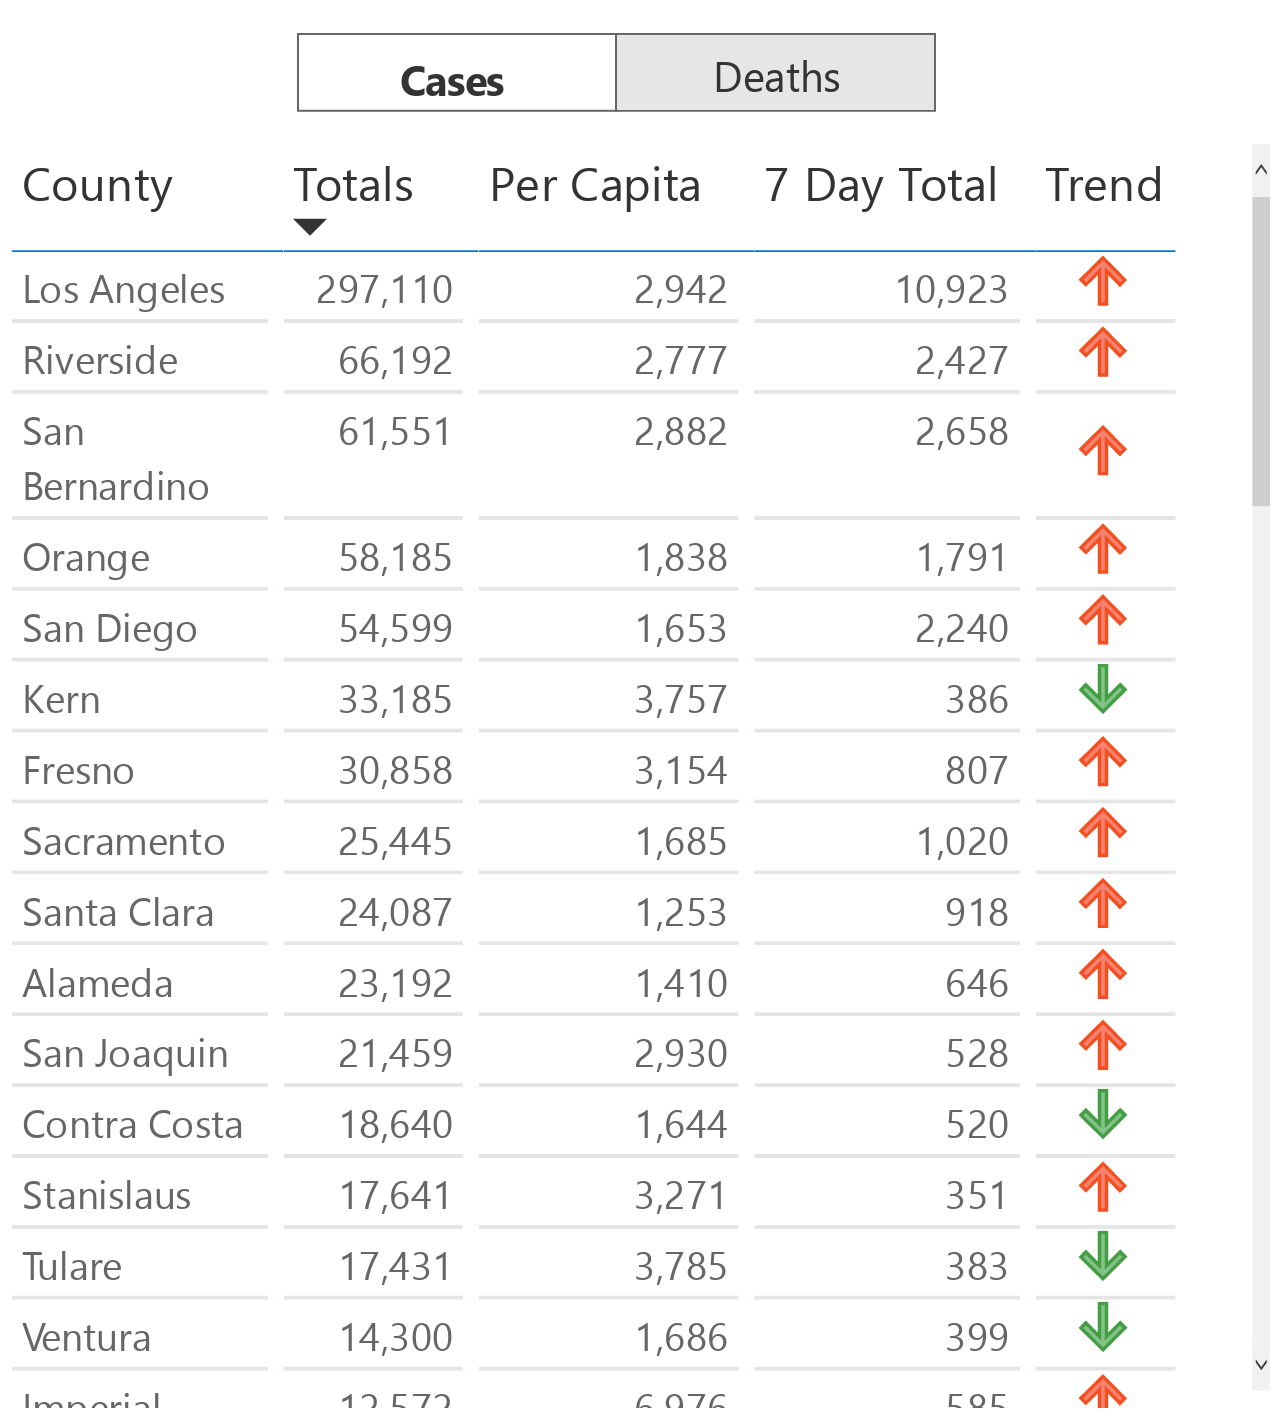 Cases Deaths
County Totals Per Capita 7 Day Total Trend
Los Angeles 297,110 2,942 10,923
Riverside 66,192 2,777 2,427
San 61,551 2,882 2,658
Bernardino
Orange 58,185 1,838 1,791
San Diego 54,599 1,653 2,240
Kern 33,185 3,757 386
Fresno 30,858 3,154 807
Sacramento 25,445 1,685 1,020
Santa Clara 24,087 1,253 918
Alameda 23,192 1,410 646
San Joaquin 21,459 2,930 528
Contra Costa 18,640 1,644 520
Stanislaus 17,641 3,271 351
Tulare 17,431 3,785 383
Ventura 14,300 1,686 399
Imperial 12,572 6,976 585